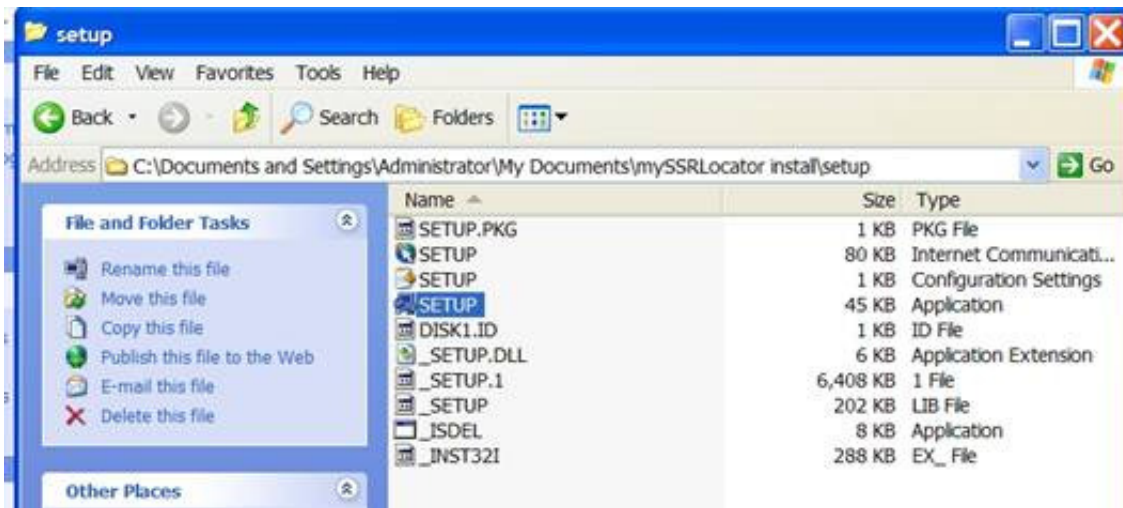 setup
File Edit View Favorites Tools Help
Back Search Folders
Address C:\Documents and Settings\Administrator\My Documents\mySSRLocator install\setup Go
Name Size Type
File and Folder Tasks
Rename this file
Move this file
Copy this file
Publish this file to the Web
E-mail this file
Delete this file
Other Places
SETUP.PKG 1 KB PKG File
SETUP 80 KB Internet Communicati...
SETUP 1 KB Configuration Settings
SETUP 45 KB Application
DISK1.ID 1 KB ID File
_SETUP.DLL 6 KB Application Extension
_SETUP.1 6,408 KB 1 File
_SETUP 202 KB LIB File
_ISDEL 8 KB Application
_INST32I 288 KB EX_ File